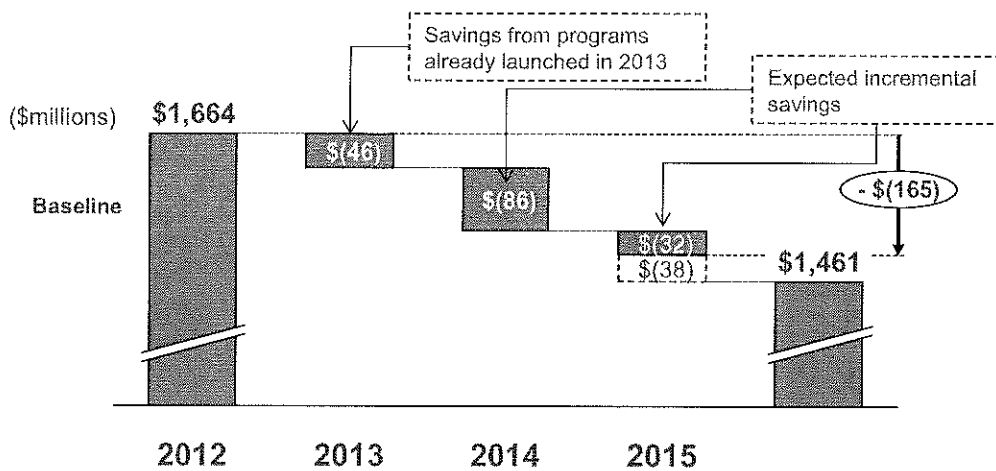 Savings from programs
already launched in 2013
Expected incremental
savings
($millions)
$1,664
$(46)
Baseline
$(86)
- $(165)
$(32)
$(38)
$1,461
2012
2013
2014
2015